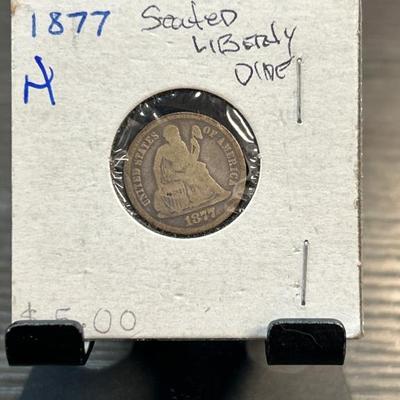 1877 Seated
Liberty
Dime
UNITED STATES OF AMERICA
1877
$5.00